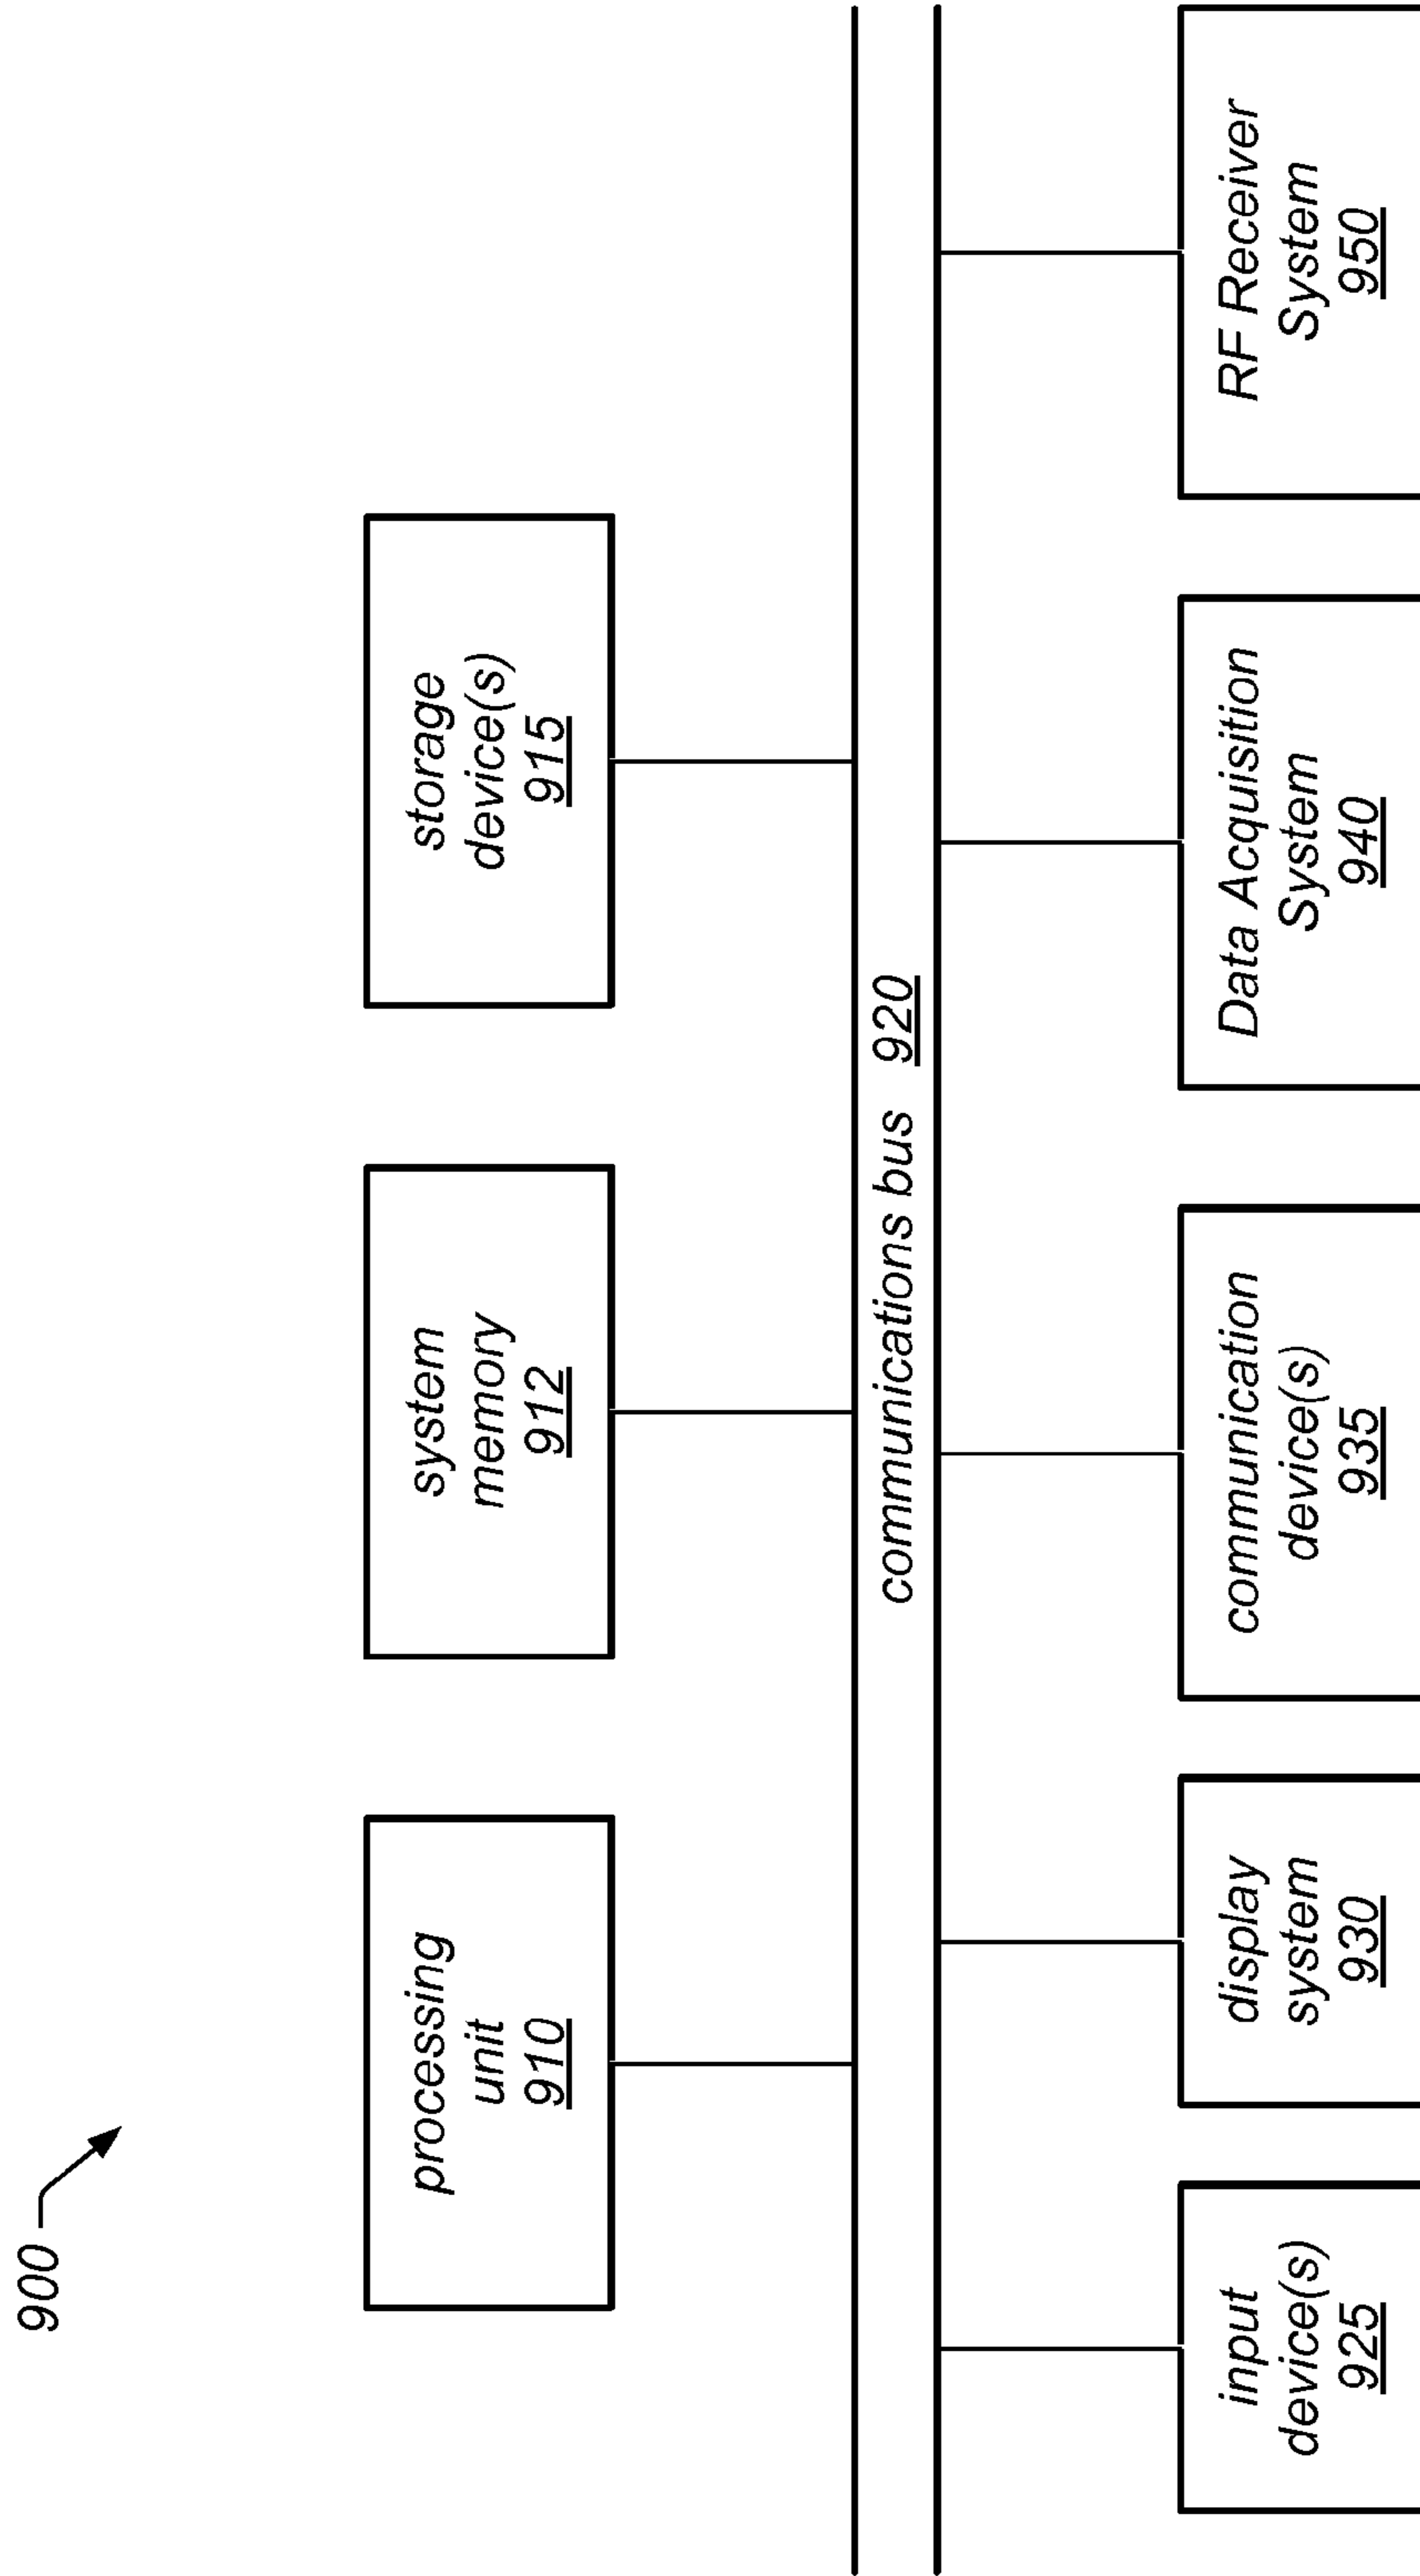 900
processing
unit
910
system
memory
912
storage
device(s)
915
communications bus 920
input
device(s)
925
display
system
930
communication
device(s)
935
Data Acquisition
System
940
RF Receiver
System
950